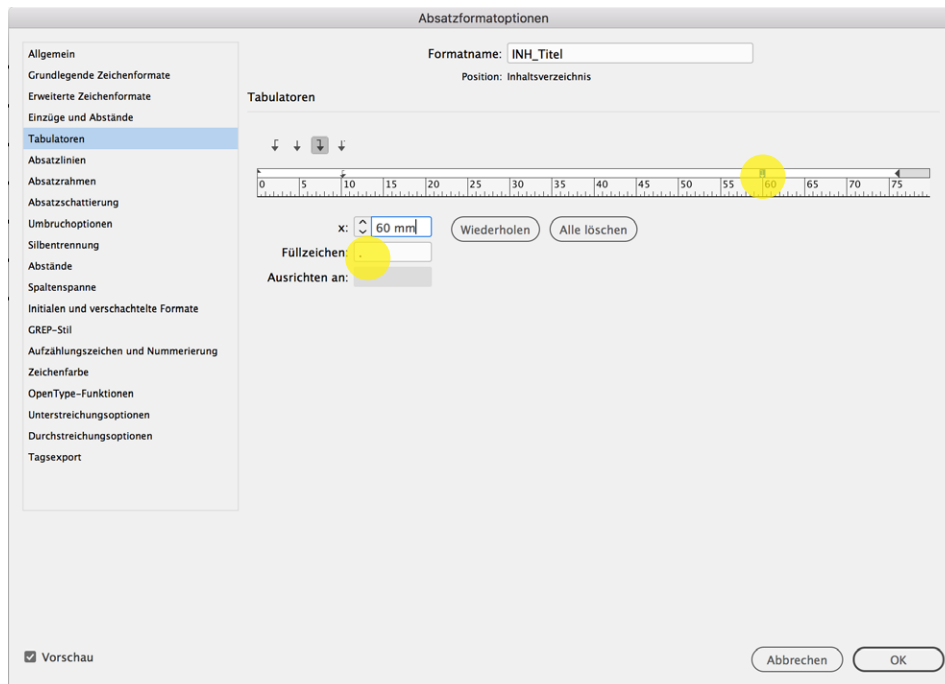 Absatzformatoptionen
Allgemein
Grundlegende Zeichenformate
Erweiterte Zeichenformate
Einzüge und Abstände
Tabulatoren
Absatzlinien
Absatzrahmen
Absatzschattierung
Umbruchoptionen
Silbentrennung
Abstände
Spaltenspanne
Initialen und verschachtelte Formate
GREP-Stil
Aufzählungszeichen und Nummerierung
Zeichenfarbe
OpenType-Funktionen
Unterstreichungsoptionen
Durchstreichungsoptionen
Tagsexport
Formatname: INH_Titel
Position: Inhaltsverzeichnis
Tabulatoren
0 5 10 15 20 25 30 35 40 45 50 55 60 65 70 75
x: 60 mm Wiederholen Alle löschen
Füllzeichen: .
Ausrichten an:
Vorschau
Abbrechen OK